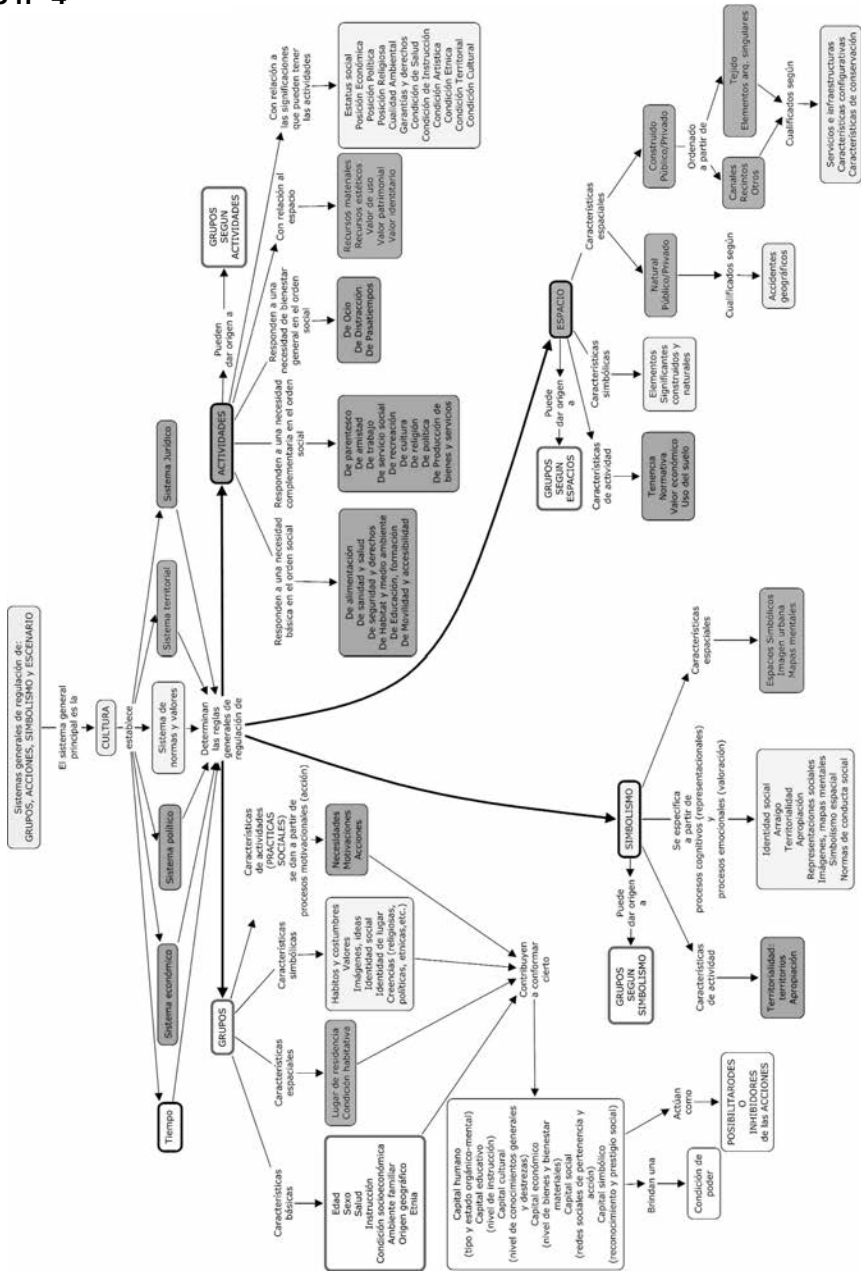 Sistemas generales de regulación de:
GRUPOS, ACCIONES, SIMBOLISMO y ESCENARIO
El sistema general
principal es la
CULTURA
establece
Tiempo
Sistema económico
Sistema político
Sistema de
normas y valores
Sistema territorial
Sistema Jurídico
Determinan
las reglas
generales de
regulación de
GRUPOS
Características
básicas
Edad
Sexo
Salud
Instrucción
Condición socioeconómica
Ambiente familiar
Origen geográfico
Etnia
Características
espaciales
Lugar de residencia
Condición habitativa
Características
simbólicas
Habitos y costumbres
Valores
Imágenes, ideas
Identidad social
Identidad de lugar
Creencias (religiosas,
políticas, etnicas,etc.)
Características
de actividades
(PRACTICAS
SOCIALES)
se dan a partir de
procesos motivacionales (acción)
Necesidades
Motivaciones
Acciones
Contribuyen
a conformar
cierto
Capital humano
(tipo y estado orgánico-mental)
Capital educativo
(nivel de instrucción)
Capital cultural
(nivel de conocimientos generales
y destrezas)
Capital económico
(nivel de bienes y bienestar
materiales)
Capital social
(redes sociales de pertenencia y
acción)
Capital simbólico
(reconocimiento y prestigio social)
Brindan una
Condición de
poder
Actúan
como
POSIBILITARODES
O
INHIBIDORES
de las ACCIONES
ACTIVIDADES
Pueden
dar origen a
GRUPOS
SEGUN
ACTIVIDADES
Responden a una necesidad
básica en el orden social
De alimentación
De sanidad y salud
De seguridad y derechos
De Habitat y medio ambiente
De Educación, formación
De Movilidad y accesibilidad
Responden a una necesidad
complementaria en el orden
social
De parentesco
De amistad
De trabajo
De servicio social
De recreación
De cultura
De religión
De política
De Producción de
bienes y servicios
Responden a una
necesidad de bienestar
general en el orden
social
De Ocio
De Distracción
De Pasatiempos
Con relación al
espacio
Recursos materiales
Recursos estéticos
Valor de uso
Valor patrimonial
Valor identitario
Con relación a
las significaciones
que pueden tener
las actividades
Estatus social
Posición Económica
Posición Política
Posición Religiosa
Cualidad Ambiental
Garantías y derechos
Condición de Salud
Condición de Instrucción
Condición Artística
Condición Etnica
Condición Territorial
Condición Cultural
SIMBOLISMO
Puede
dar origen
a
GRUPOS
SEGUN
SIMBOLISMO
Características
de actividad
Territorialidad:
territorios
Apropiación
Se especifica
a partir de
procesos cognitivos (representacionales)
y
procesos emocionales (valoración)
Identidad social
Arraigo
Territorialidad
Apropiación
Representaciones sociales
Imágenes, mapas mentales
Simbolismo espacial
Normas de conducta social
Características
espaciales
Espacios Simbólicos
Imagen urbana
Mapas mentales
ESPACIO
Puede
dar origen
a
GRUPOS
SEGUN
ESPACIOS
Características
de actividad
Tenencia
Normativa
Valor económico
Uso del suelo
Características
simbólicas
Elementos
Significantes
construidos y
naturales
Características
espaciales
Natural
Público/Privado
Cualificados según
Accidentes
geográficos
Construido
Público/Privado
Ordenado
a partir de
Canales
Recintos
Otros
Tejido
Elementos arq. singulares
Cualificados según
Servicios e infraestructuras
Características configurativas
Características de conservación